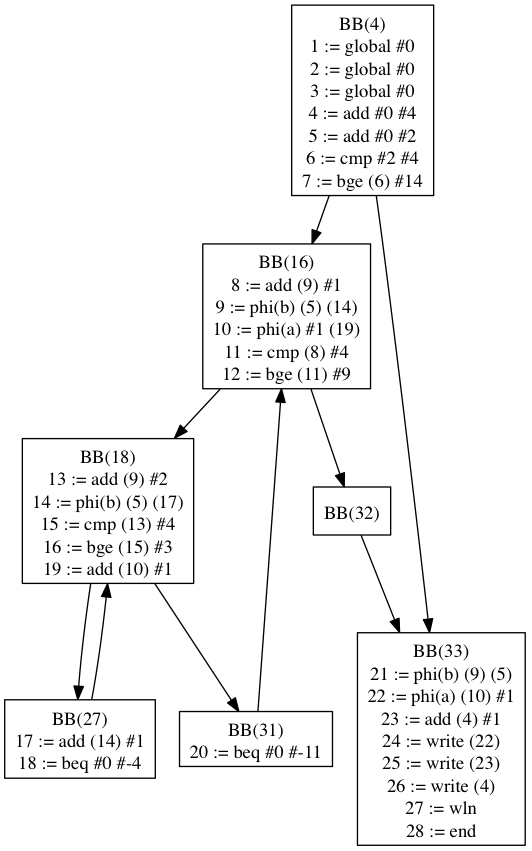 BB(4)
1 := global #0
2 := global #0
3 := global #0
4 := add #0 #4
5 := add #0 #2
6 := cmp #2 #4
7 := bge (6) #14
BB(16)
8 := add (9) #1
9 := phi(b) (5) (14)
10 := phi(a) #1 (19)
11 := cmp (8) #4
12 := bge (11) #9
BB(18)
13 := add (9) #2
14 := phi(b) (5) (17)
15 := cmp (13) #4
16 := bge (15) #3
19 := add (10) #1
BB(32)
BB(27)
17 := add (14) #1
18 := beq #0 #-4
BB(31)
20 := beq #0 #-11
BB(33)
21 := phi(b) (9) (5)
22 := phi(a) (10) #1
23 := add (4) #1
24 := write (22)
25 := write (23)
26 := write (4)
27 := wln
28 := end